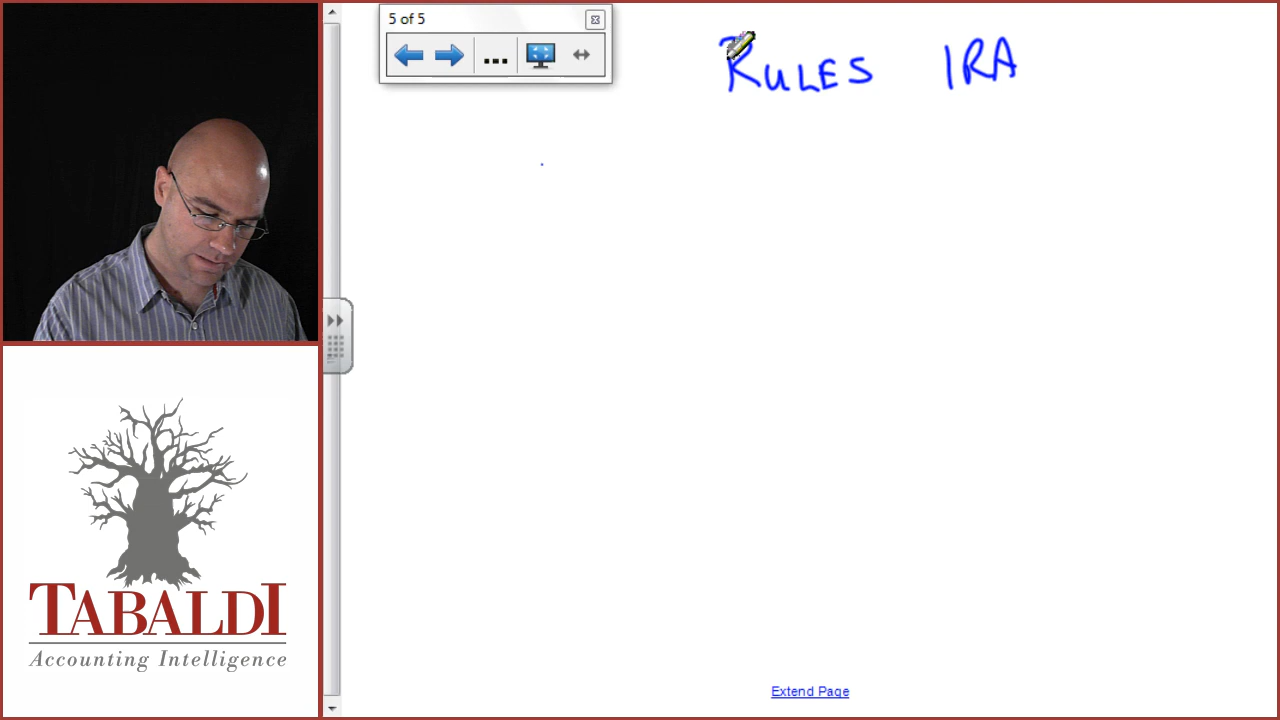 5 of 5
RULES IRA
TABALDI
Accounting Intelligence
Extend Page